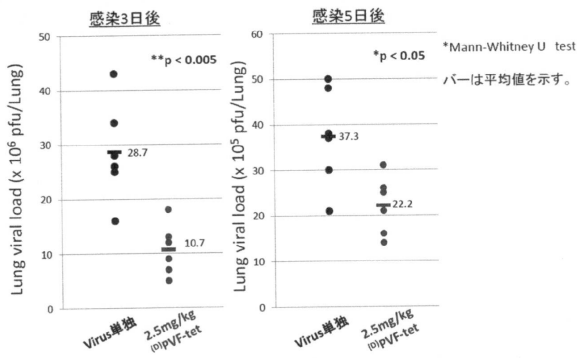 感染3日後
50
40
30
20
10
0
Lung viral load (x 10⁶ pfu/Lung)
**p < 0.005
28.7
10.7
Virus単独
2.5mg/kg
(D)PVF-tet
感染5日後
60
50
40
30
20
10
0
Lung viral load (x 10⁵ pfu/Lung)
*p < 0.05
37.3
22.2
Virus単独
2.5mg/kg
(D)PVF-tet
*Mann-Whitney U test
バーは平均値を示す。